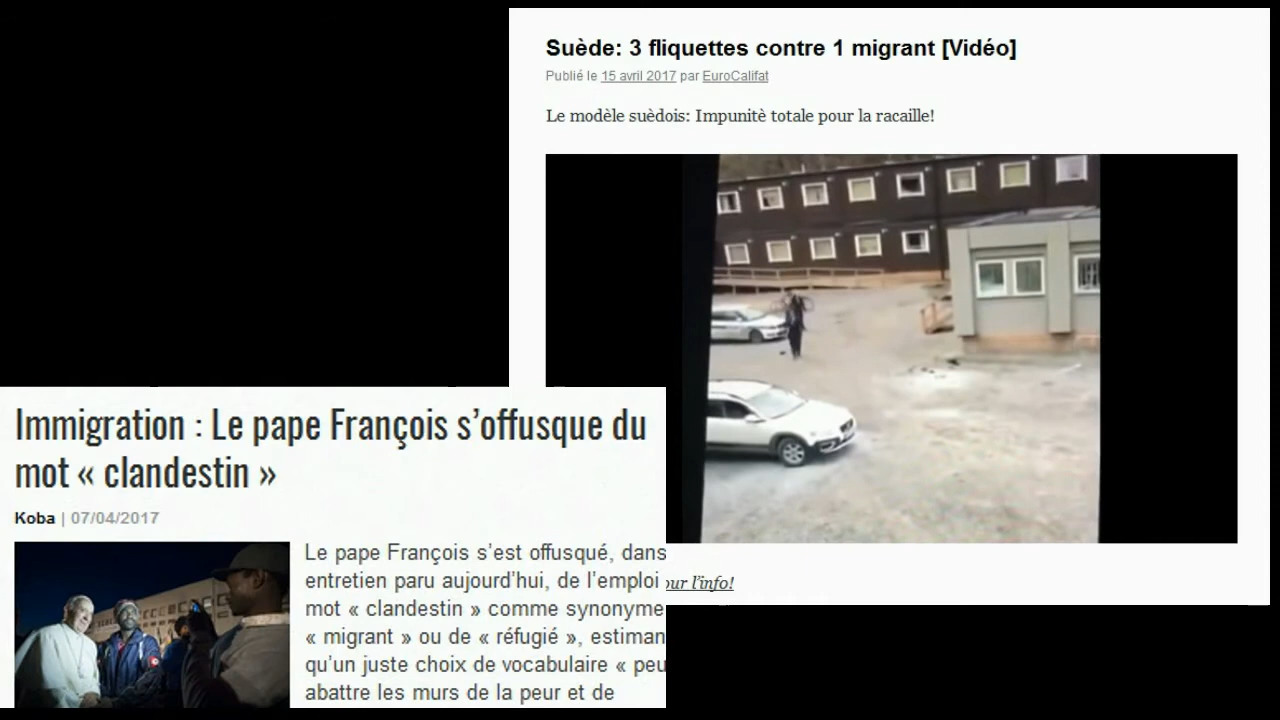 Suède: 3 fliquettes contre 1 migrant [Vidéo]
Publié le 15 avril 2017 par EuroCalifat
Le modèle suèdois: Impunitè totale pour la racaille!
our l’info!
Immigration : Le pape François s’offusque du
mot « clandestin »
Koba | 07/04/2017
Le pape François s’est offusqué, dans
entretien paru aujourd’hui, de l’emploi
mot « clandestin » comme synonyme
« migrant » ou de « réfugié », estiman
qu’un juste choix de vocabulaire « peu
abattre les murs de la peur et de